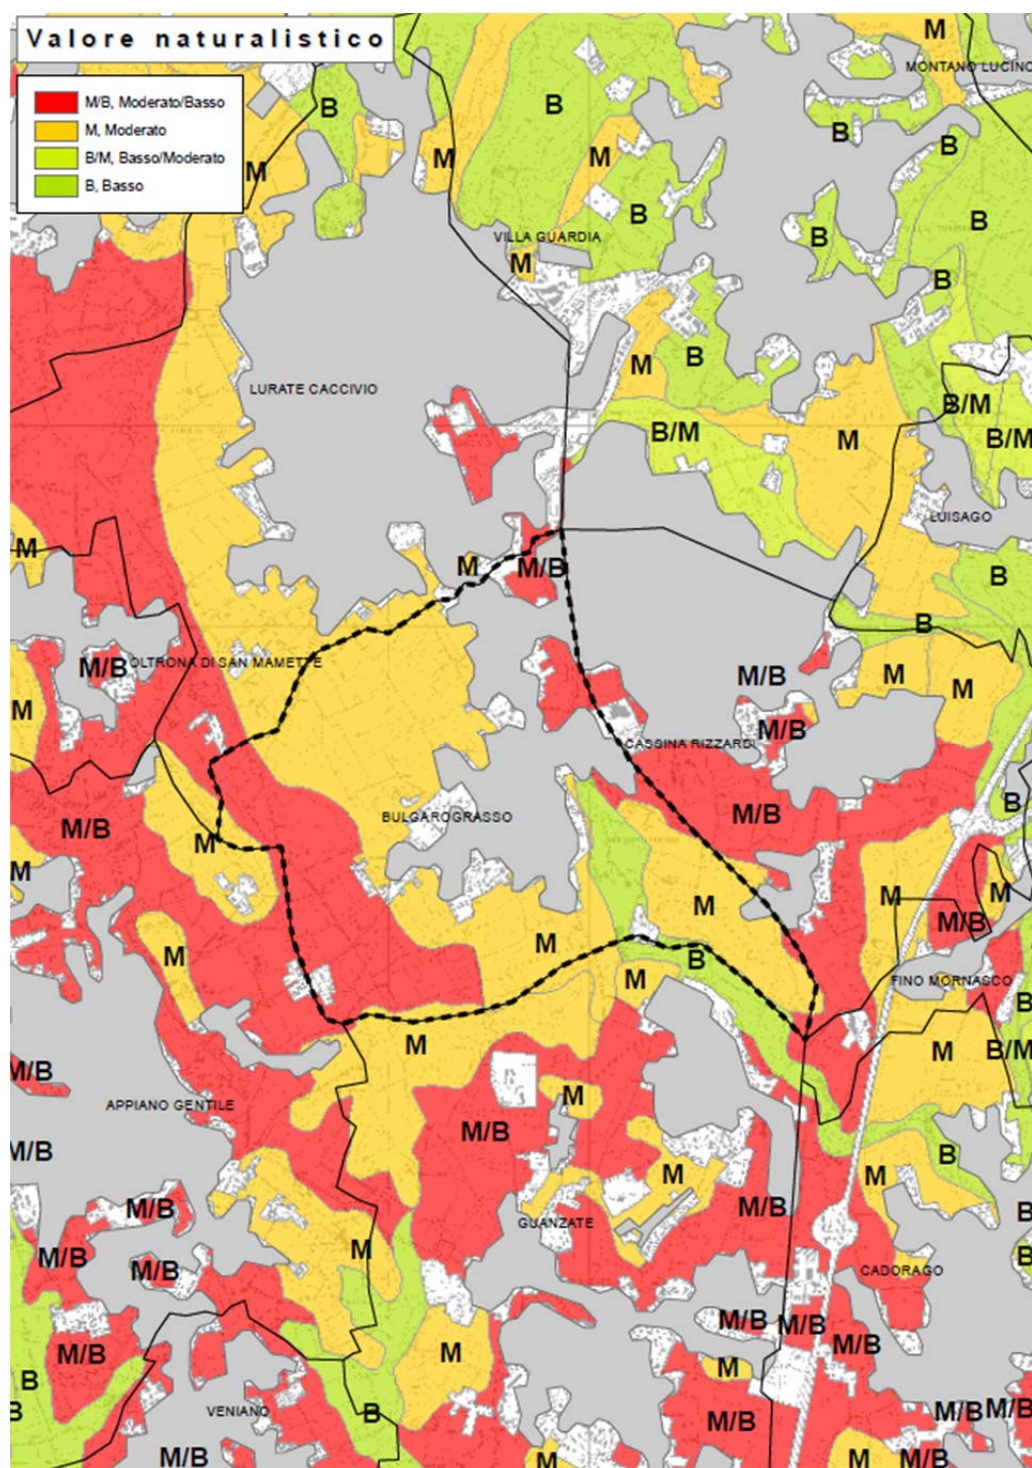 Valore naturalistico
M/B, Moderato/Basso
M, Moderato
B/M, Basso/Moderato
B, Basso
M
MONTANO LUCINO
B
B
B
B
M
M
M
B
B
B
VILLA GUARDIA
M
B
M
B
LURATE CACCIVIO
B/M
B/M
M
B/M
LUISAGO
M
M
M/B
B
B
M/B
OLTRONA DI SAN MAMETTE
M/B
M
M
M
M/B
CASSINA RIZZARDI
B
M/B
BULGAROGRASSO
M/B
M
M
M
M
M
M/B
M
M
B
FINO MORNASCO
B
M
M
M
B/M
M/B
M
APPIANO GENTILE
M/B
M/B
B
M
M
M/B
M/B
B
GUANZATE
M
M/B
M/B
B
CADORAGO
M/B
M/B
M/B
M/B
M
M
B
VENIANO
B
B
M/B
M/B
M/B
M/B
M
M
M/B